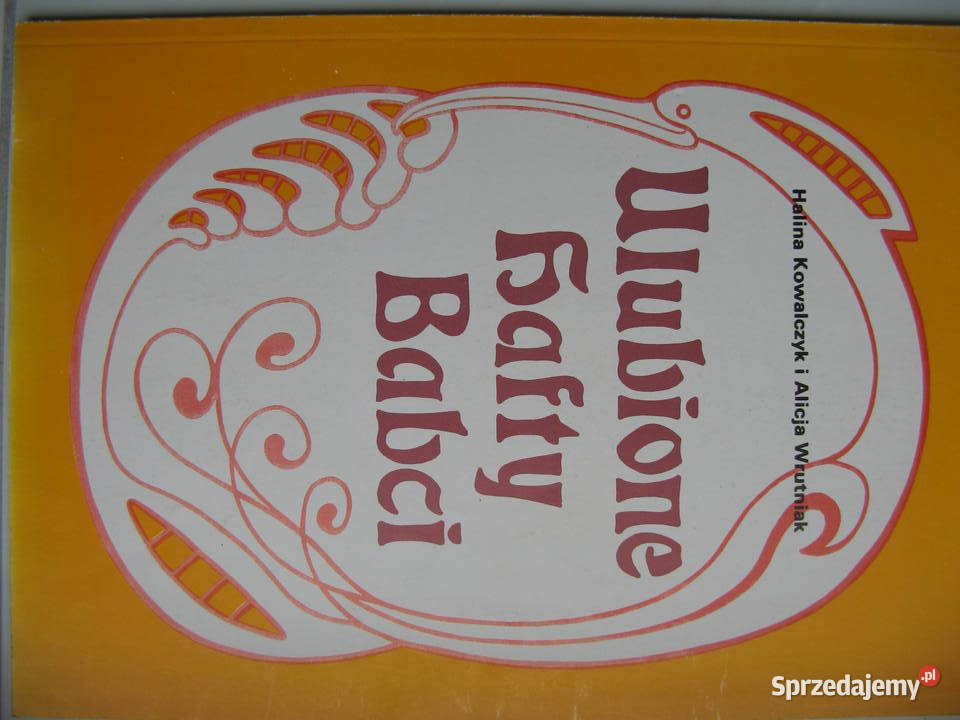 Halina Kowalczyk i Alicja Wrutniak
Ulubione
Hafty
Babci
Sprzedajemy.pl